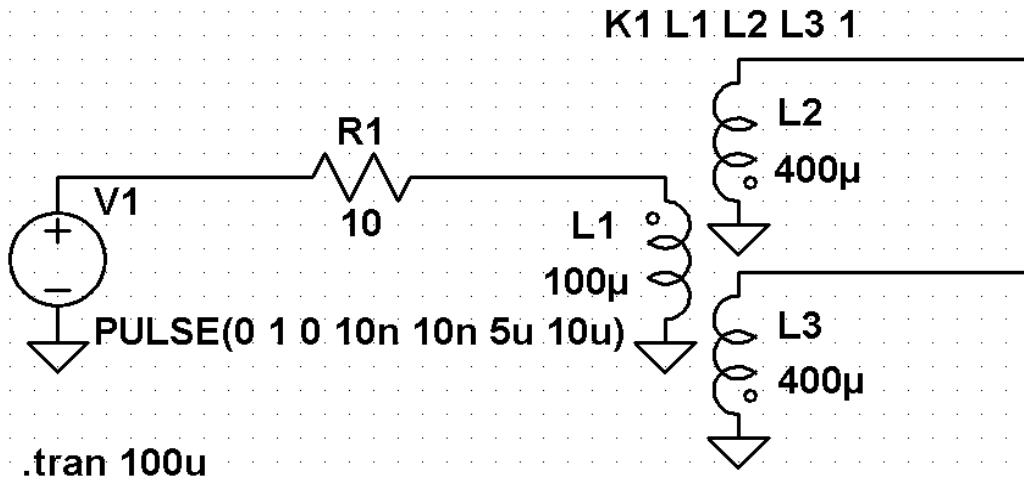 K1 L1 L2 L3 1
L2
400µ
R1
V1
10
L1
100µ
PULSE(0 1 0 10n 10n 5u 10u)
L3
400µ
.tran 100u